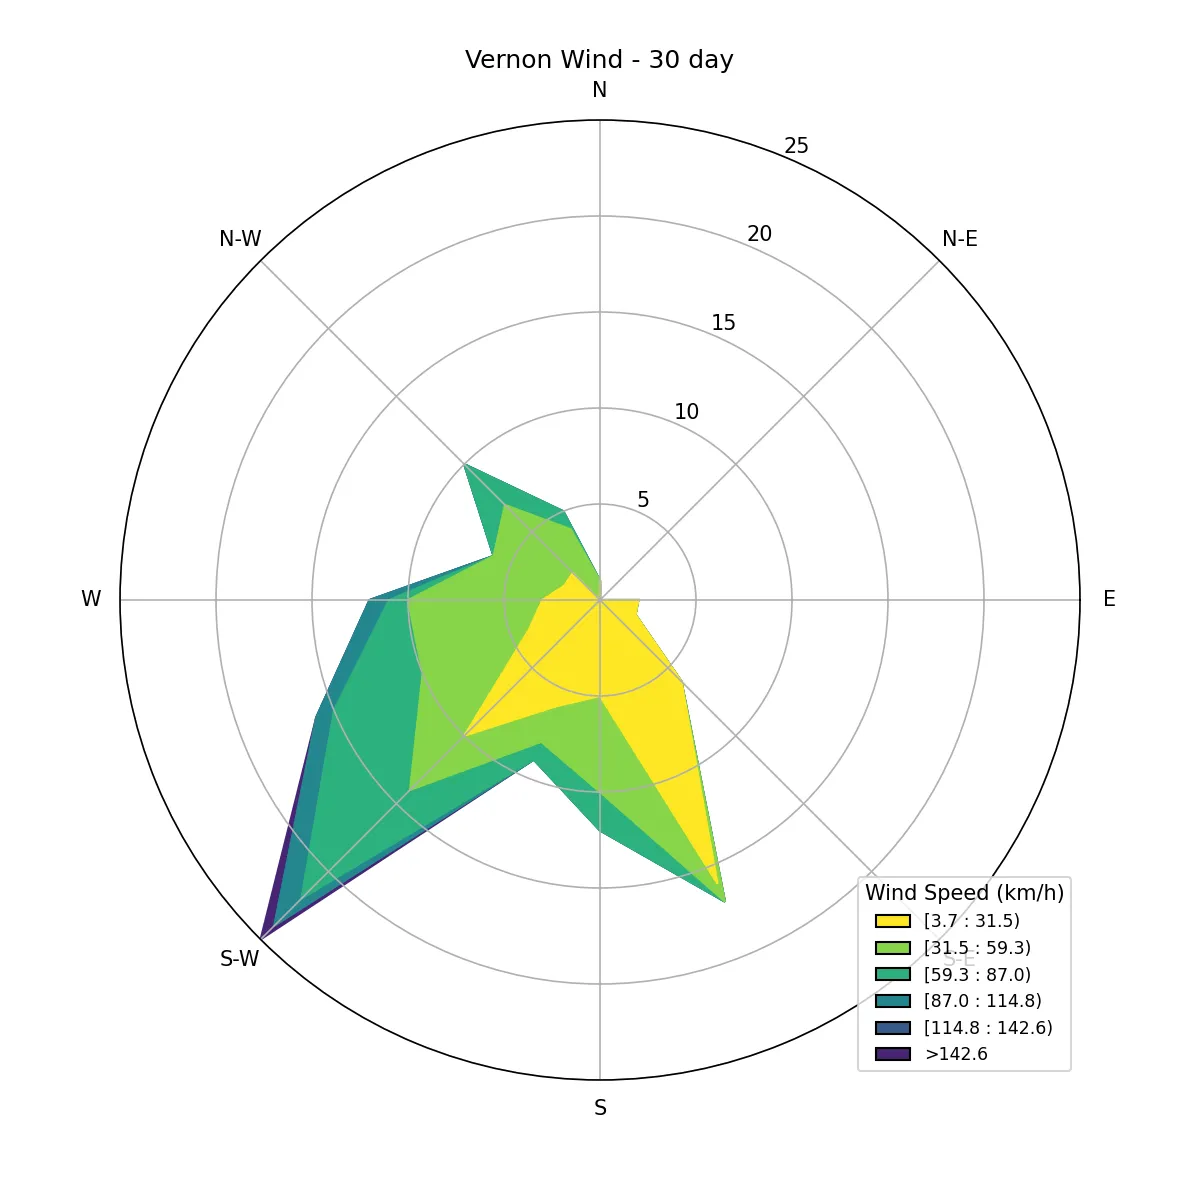 Vernon Wind - 30 day
N
25
N-W
20
N-E
15
10
5
W
E
S-W
S-E
S
Wind Speed (km/h)
[3.7 : 31.5)
[31.5 : 59.3)
[59.3 : 87.0)
[87.0 : 114.8)
[114.8 : 142.6)
>142.6